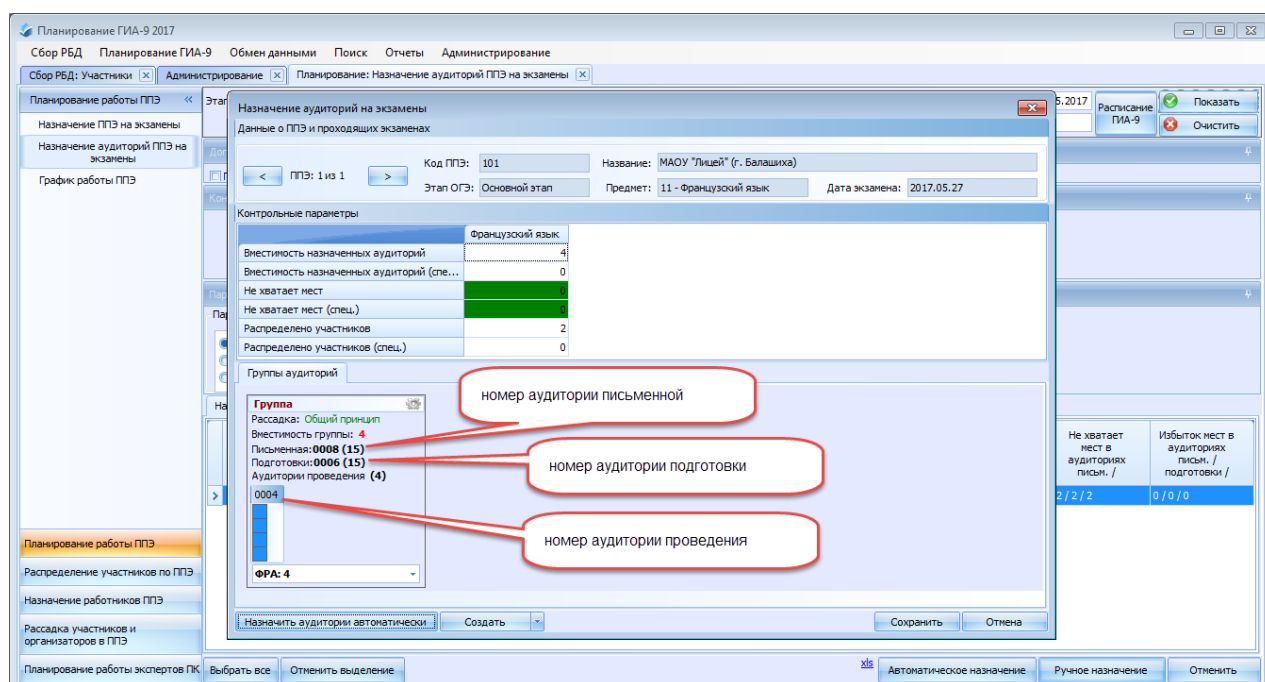 Планирование ГИА-9 2017
Сбор РБД Планирование ГИА-9 Обмен данными Поиск Отчеты Администрирование
Сбор РБД: Участники Администрирование Планирование: Назначение аудиторий ППЭ на экзамены
Планирование работы ППЭ
Назначение ППЭ на экзамены
Назначение аудиторий ППЭ на
экзамены
График работы ППЭ
5.2017
Расписание
ГИА-9
Показать
Очистить
Назначение аудиторий на экзамены
Данные о ППЭ и проходящих экзаменах
< ППЭ: 1 из 1 >
Код ППЭ: 101 Название: МАОУ "Лицей" (г. Балашиха)
Этап ОГЭ: Основной этап Предмет: 11 - Французский язык Дата экзамена: 2017.05.27
Контрольные параметры
Французский язык
Вместимость назначенных аудиторий 4
Вместимость назначенных аудиторий (спе... 0
Не хватает мест 0
Не хватает мест (спец.) 0
Распределено участников 2
Распределено участников (спец.) 0
Группы аудиторий
Группа
Рассадка: Общий принцип
Вместимость группы: 4
Письменная:0008 (15)
Подготовки:0006 (15)
Аудитории проведения (4)
0004
ФРА: 4
номер аудитории письменной
номер аудитории подготовки
номер аудитории проведения
Не хватает
мест в
аудиториях
письм. /
Избыток мест в
аудиториях
письм. /
подготовки /
2 / 2 / 2 0 / 0 / 0
Назначить аудитории автоматически Создать Сохранить Отмена
Планирование работы ППЭ
Распределение участников по ППЭ
Назначение работников ППЭ
Рассадка участников и
организаторов в ППЭ
Планирование работы экспертов ПК
Выбрать все Отменить выделение xls Автоматическое назначение Ручное назначение Отменить